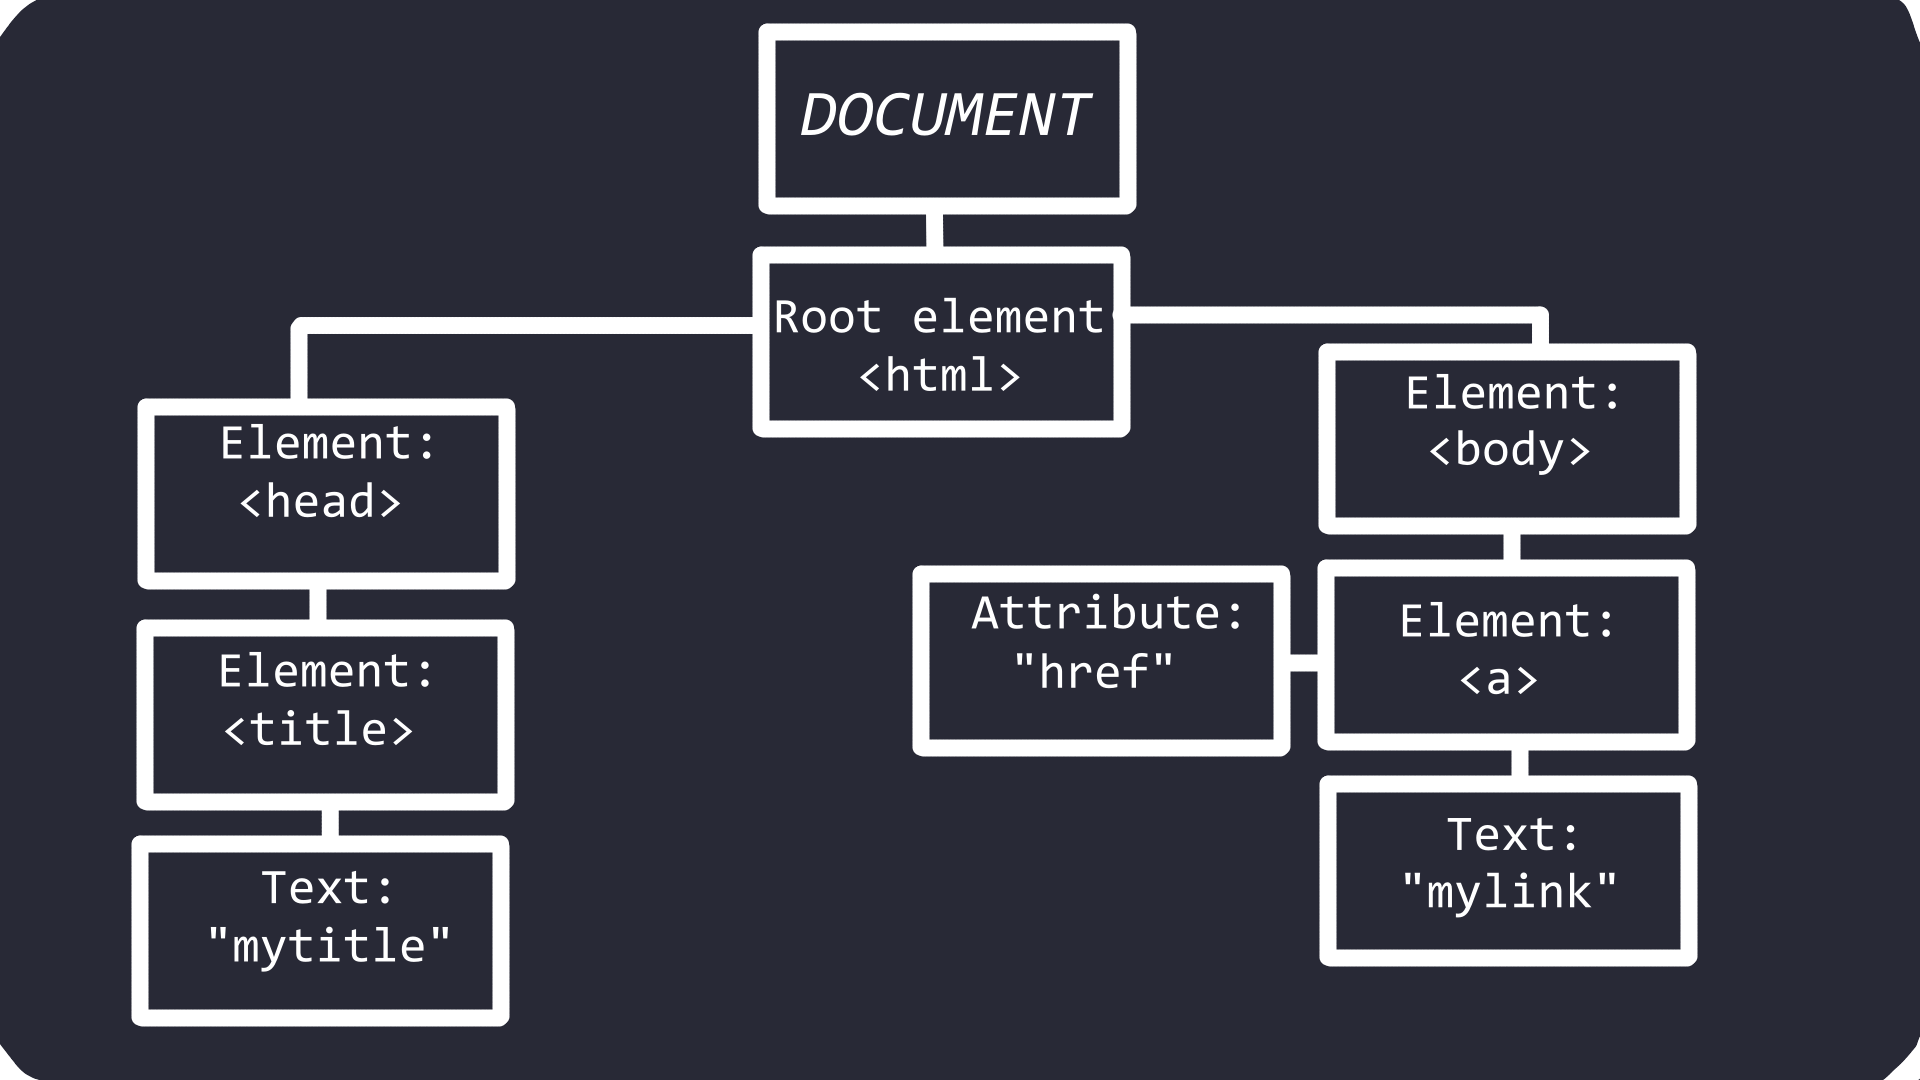 DOCUMENT
Root element
<html>
Element:
<head>
Element:
<title>
Text:
"mytitle"
Element:
<body>
Attribute:
"href"
Element:
<a>
Text:
"mylink"